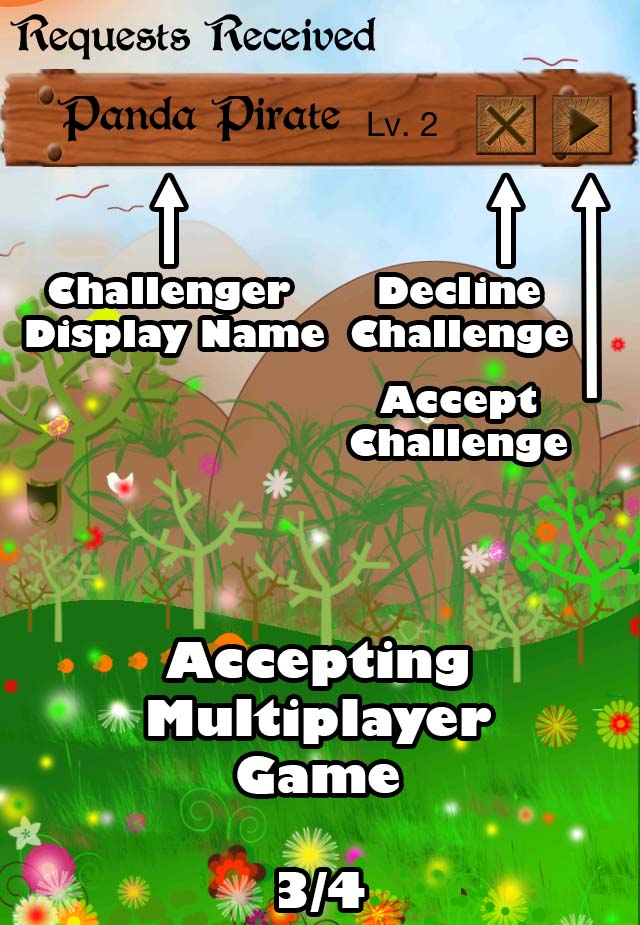 Requests Received
Panda Pirate Lv. 2
Challenger
Display Name
Decline
Challenge
Accept
Challenge
Accepting
Multiplayer
Game
3/4